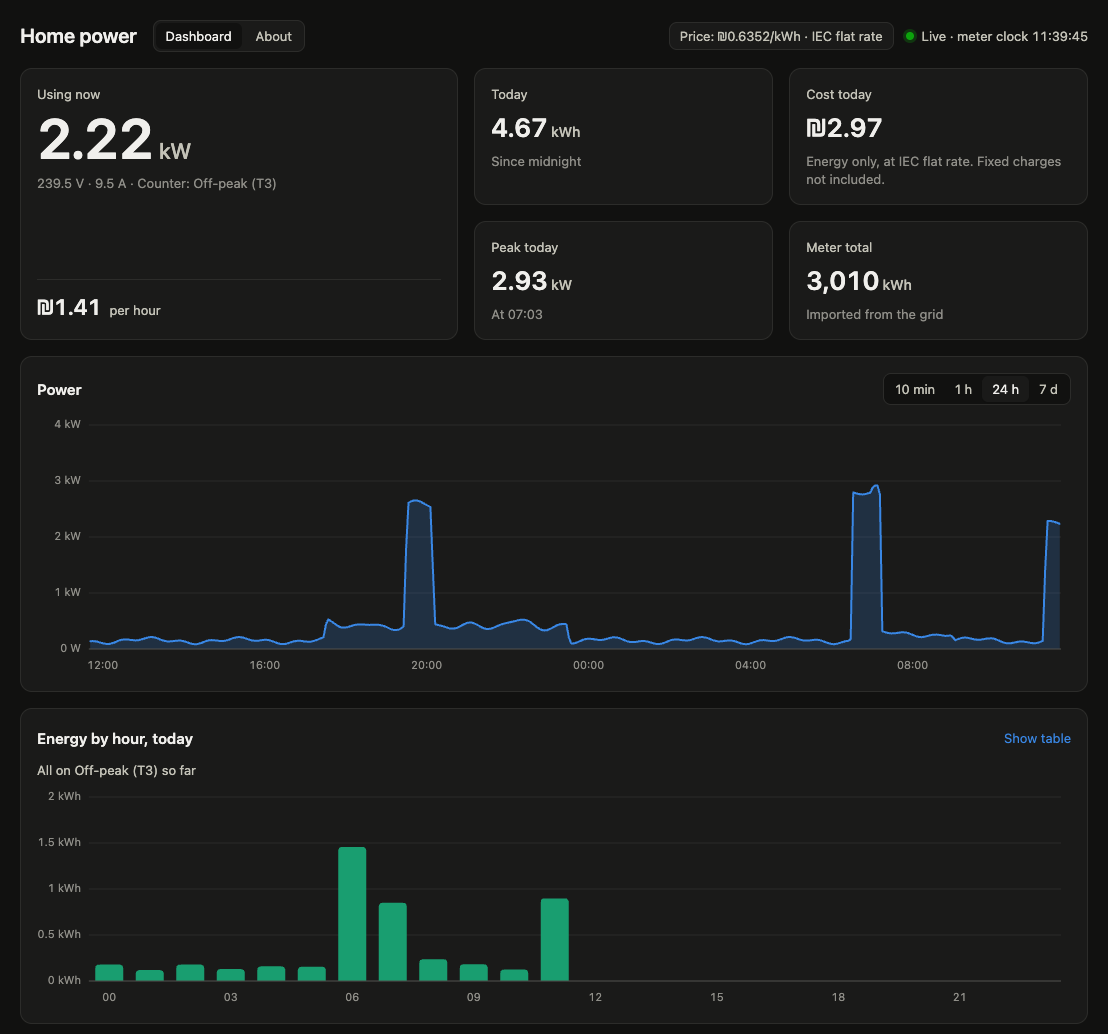 Home power
Dashboard
About
Price: ₪0.6352/kWh · IEC flat rate
Live · meter clock 11:39:45
Using now
2.22 kW
239.5 V · 9.5 A · Counter: Off-peak (T3)
₪1.41 per hour
Today
4.67 kWh
Since midnight
Cost today
₪2.97
Energy only, at IEC flat rate. Fixed charges
not included.
Peak today
2.93 kW
At 07:03
Meter total
3,010 kWh
Imported from the grid
Power
10 min
1 h
24 h
7 d
4 kW
3 kW
2 kW
1 kW
0 W
12:00
16:00
20:00
00:00
04:00
08:00
Energy by hour, today
Show table
All on Off-peak (T3) so far
2 kWh
1.5 kWh
1 kWh
0.5 kWh
0 kWh
00
03
06
09
12
15
18
21